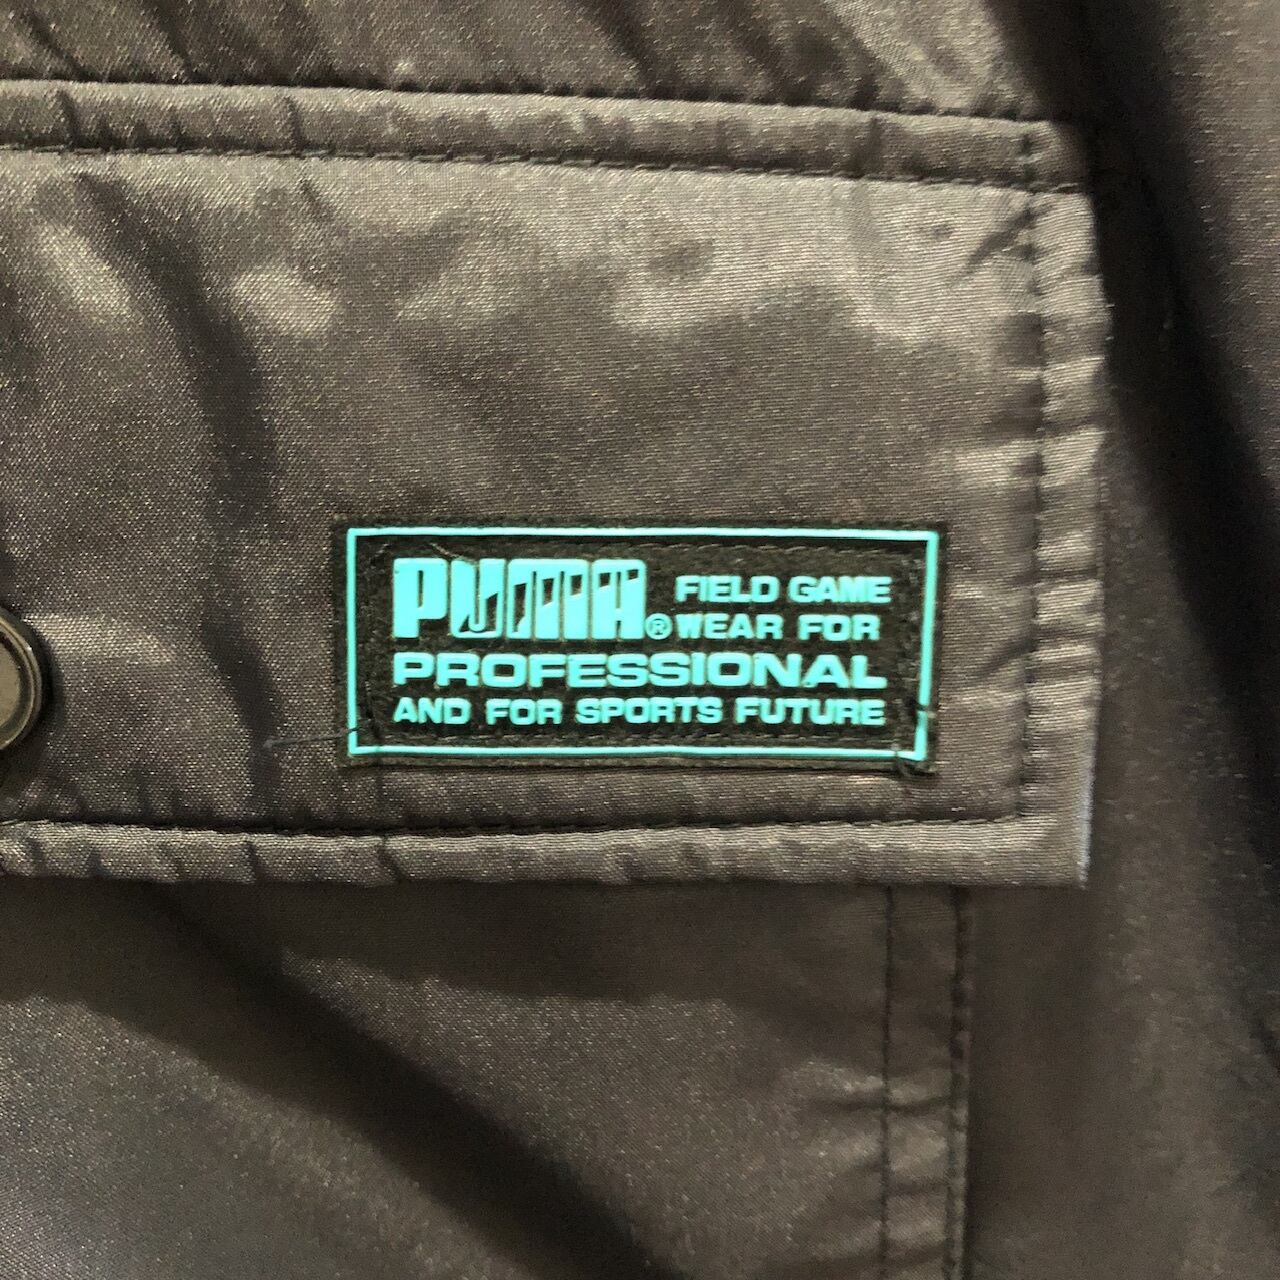 PUMA® FIELD GAME
WEAR FOR
PROFESSIONAL
AND FOR SPORTS FUTURE